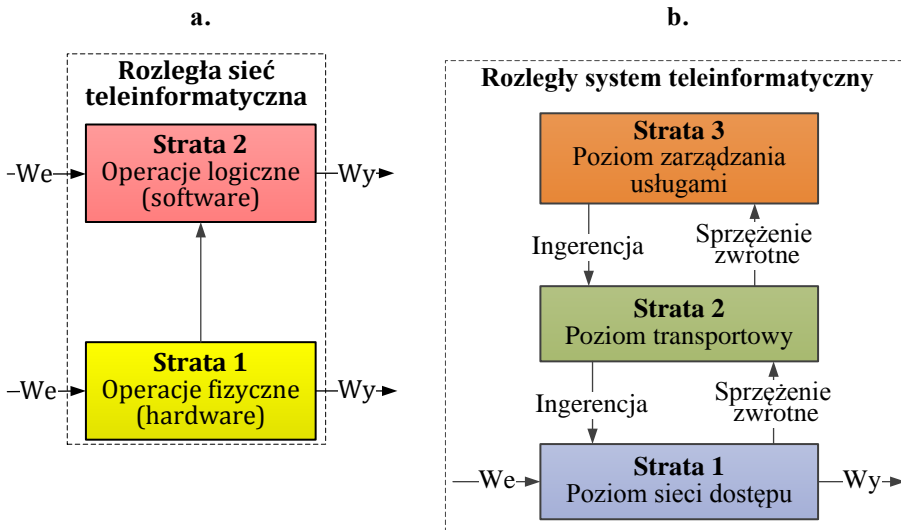 a.
Rozległa sieć
teleinformatyczna
Strata 2
Operacje logiczne
(software)
We
Wy
Strata 1
Operacje fizyczne
(hardware)
We
Wy
b.
Rozległy system teleinformatyczny
Strata 3
Poziom zarządzania
usługami
Ingerencja
Sprzężenie
zwrotne
Strata 2
Poziom transportowy
Ingerencja
Sprzężenie
zwrotne
Strata 1
Poziom sieci dostępu
We
Wy